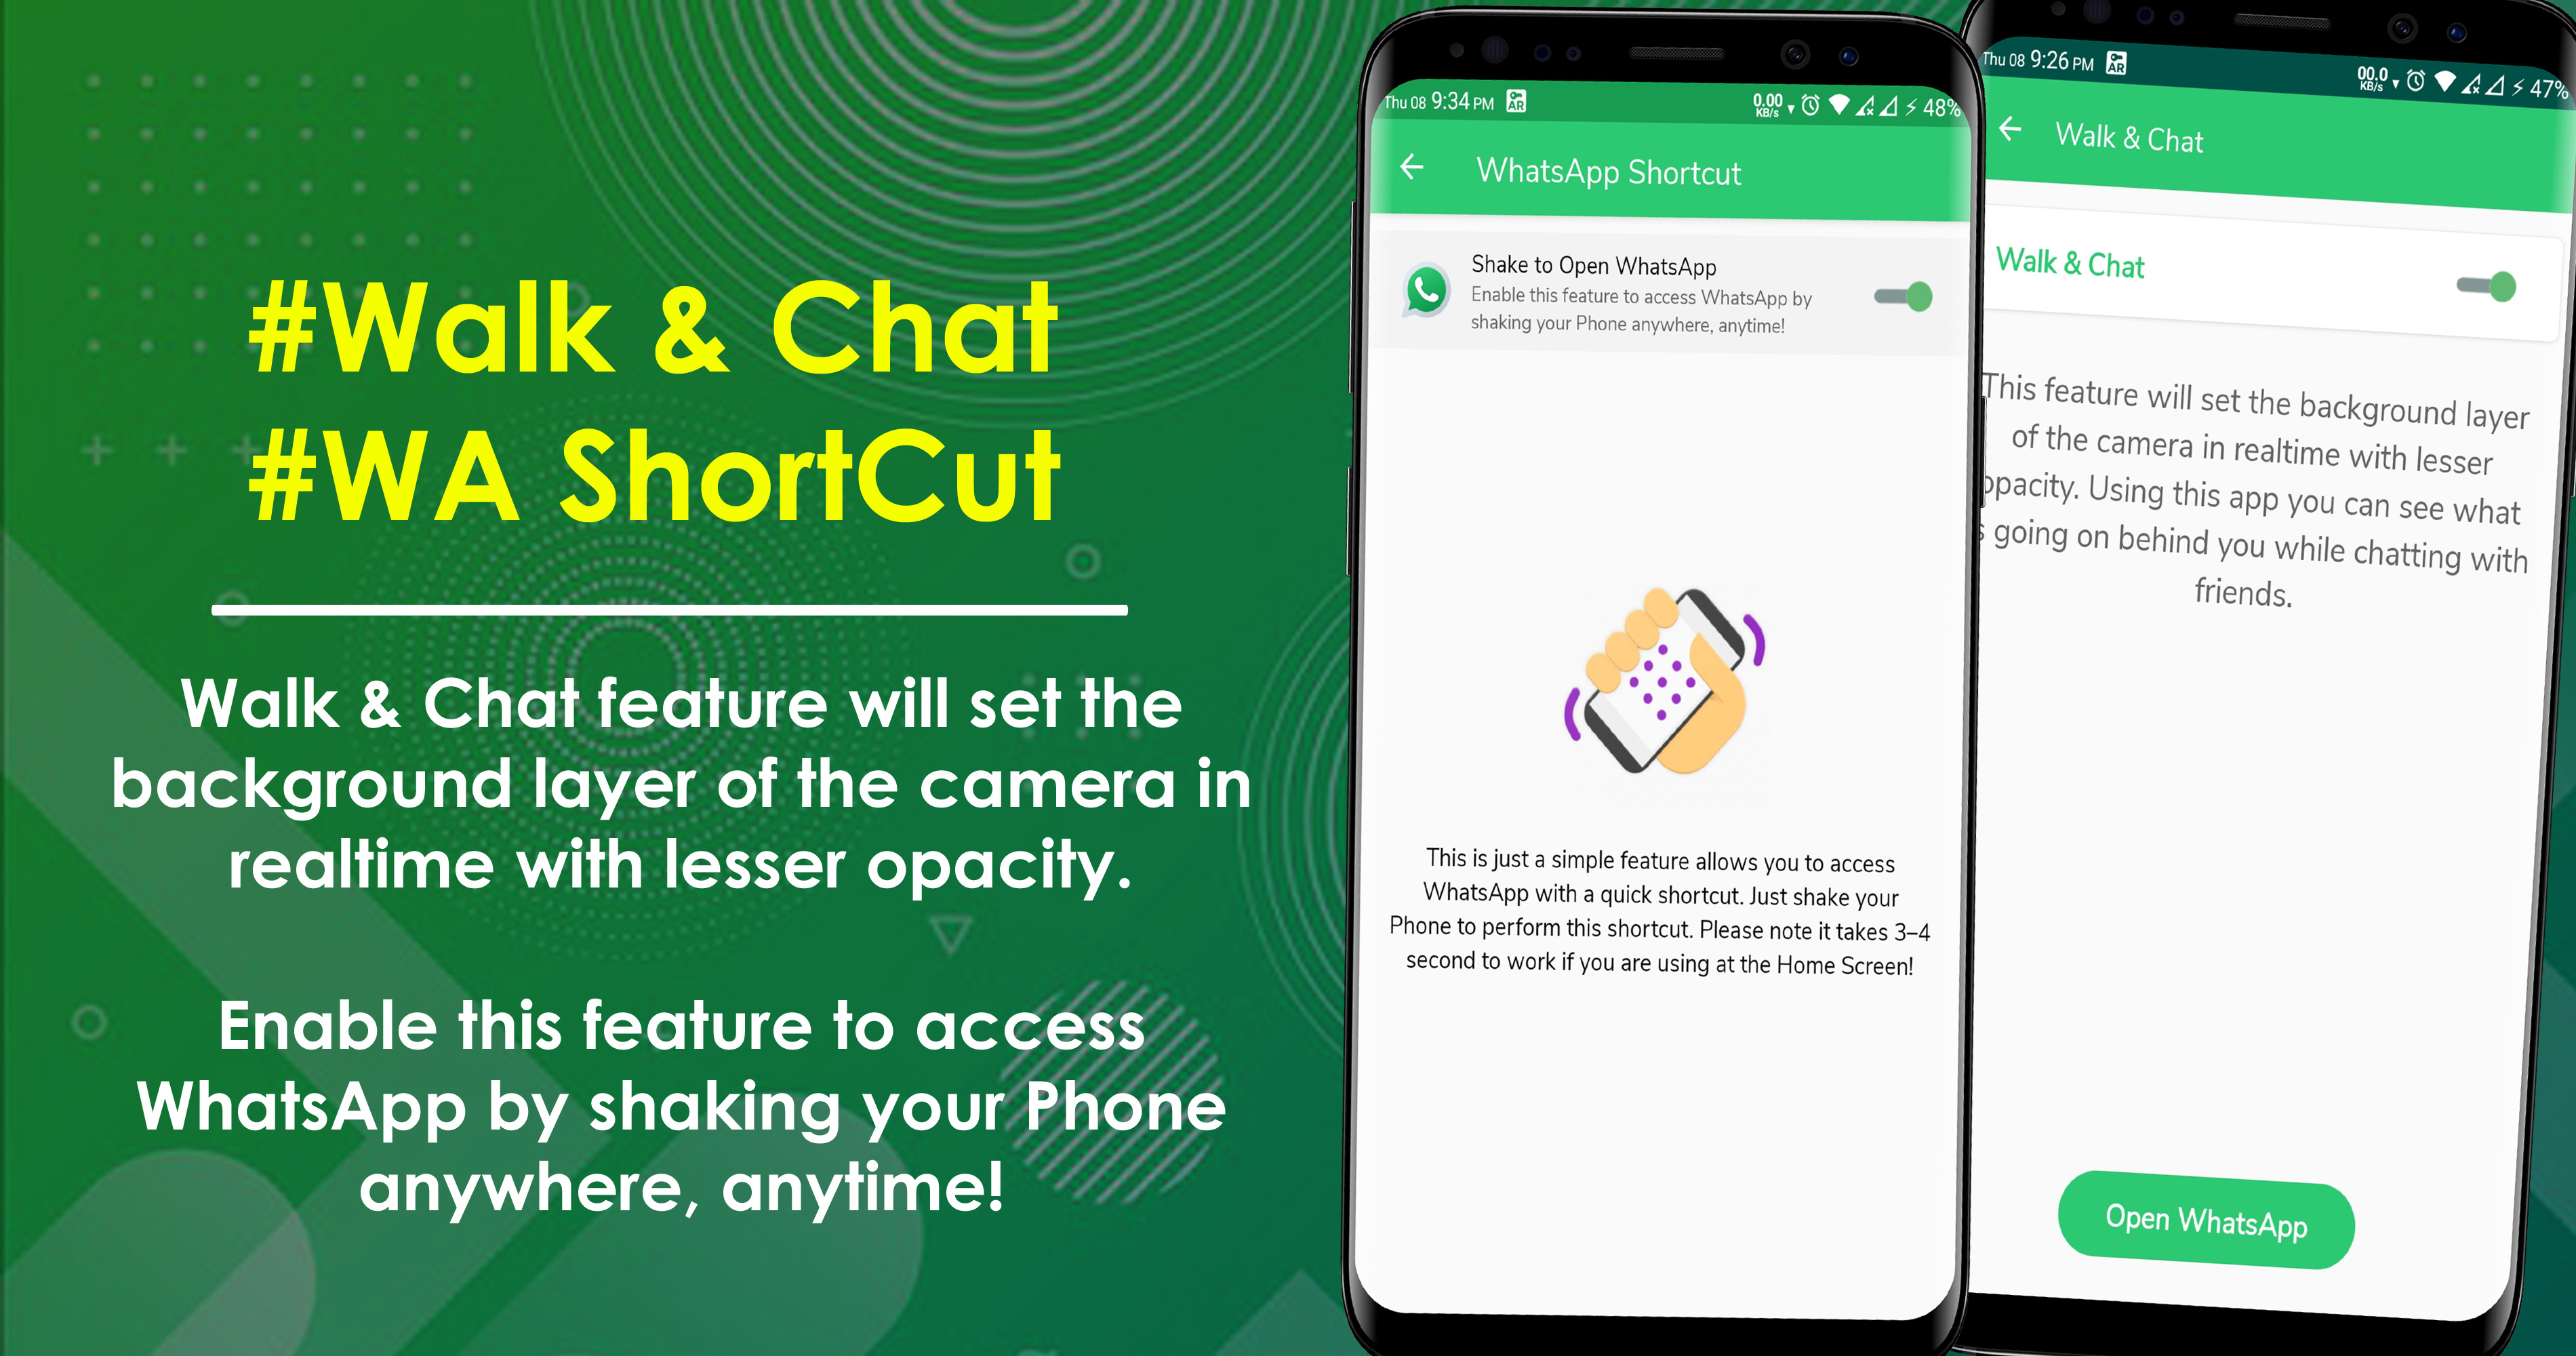 #Walk & Chat
#WA ShortCut
Walk & Chat feature will set the
background layer of the camera in
realtime with lesser opacity.
Enable this feature to access
WhatsApp by shaking your Phone
anywhere, anytime!
Thu 08 9:34 PM AR 0.00 KB/s 48%
WhatsApp Shortcut
Shake to Open WhatsApp
Enable this feature to access WhatsApp by
shaking your Phone anywhere, anytime!
This is just a simple feature allows you to access
WhatsApp with a quick shortcut. Just shake your
Phone to perform this shortcut. Please note it takes 3–4
second to work if you are using at the Home Screen!
Thu 08 9:26 PM AR 00.0 KB/s 47%
Walk & Chat
Walk & Chat
This feature will set the background layer
of the camera in realtime with lesser
opacity. Using this app you can see what
going on behind you while chatting with
friends.
Open WhatsApp